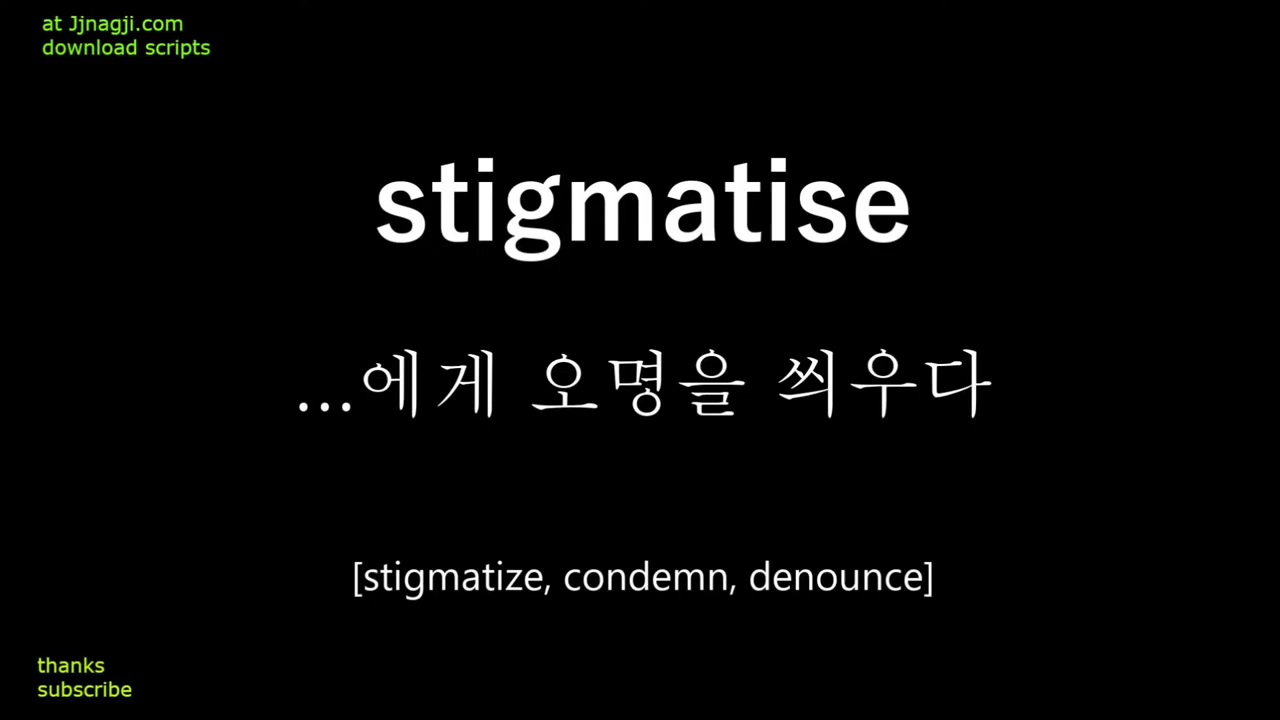 at Jjnagji.com
download scripts
stigmatise
...에게 오명을 씌우다
[stigmatize, condemn, denounce]
thanks
subscribe